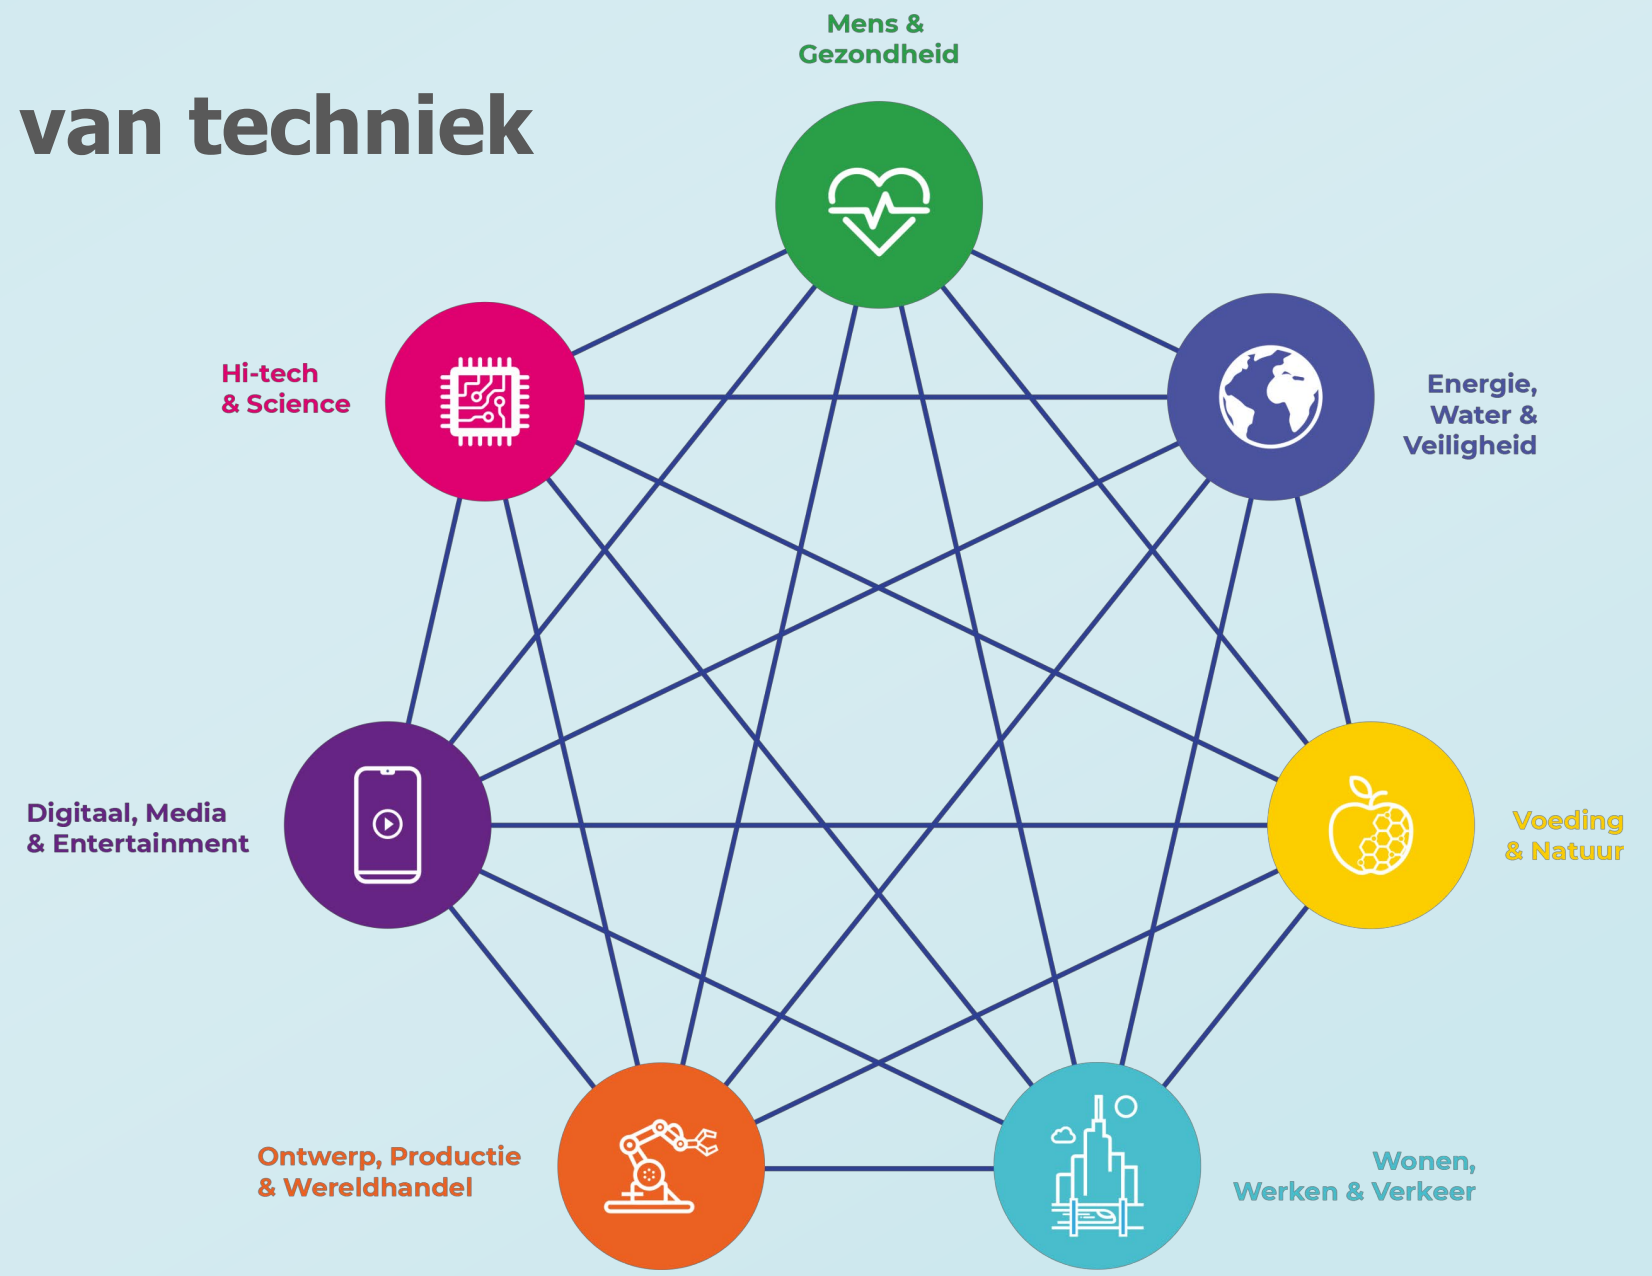 Mens &
Gezondheid
van techniek
Hi-tech
& Science
Energie,
Water &
Veiligheid
Digitaal, Media
& Entertainment
Voeding
& Natuur
Ontwerp, Productie
& Wereldhandel
Wonen,
Werken & Verkeer